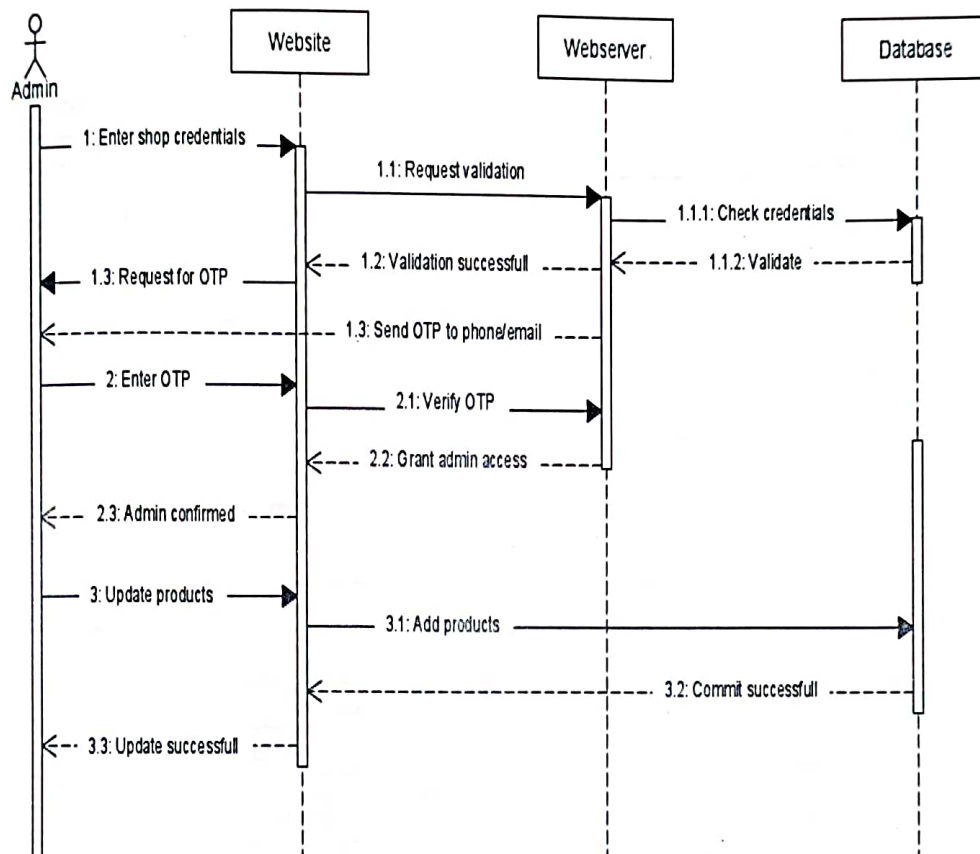 Website
Webserver
Database
Admin
1: Enter shop credentials
1.1: Request validation
1.1.1: Check credentials
1.2: Validation successfull
1.1.2: Validate
1.3: Request for OTP
1.3: Send OTP to phone/email
2: Enter OTP
2.1: Verify OTP
2.2: Grant admin access
2.3: Admin confirmed
3: Update products
3.1: Add products
3.2: Commit successfull
3.3: Update successfull